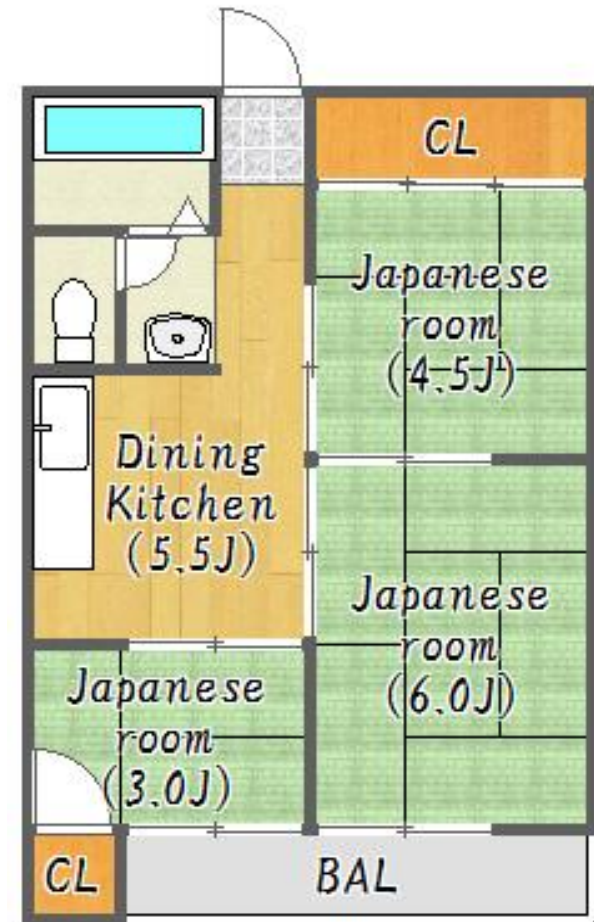 CL
Japanese
room
(4.5J)
Dining
Kitchen
(5.5J)
Japanese
room
(6.0J)
Japanese
room
(3.0J)
CL
BAL